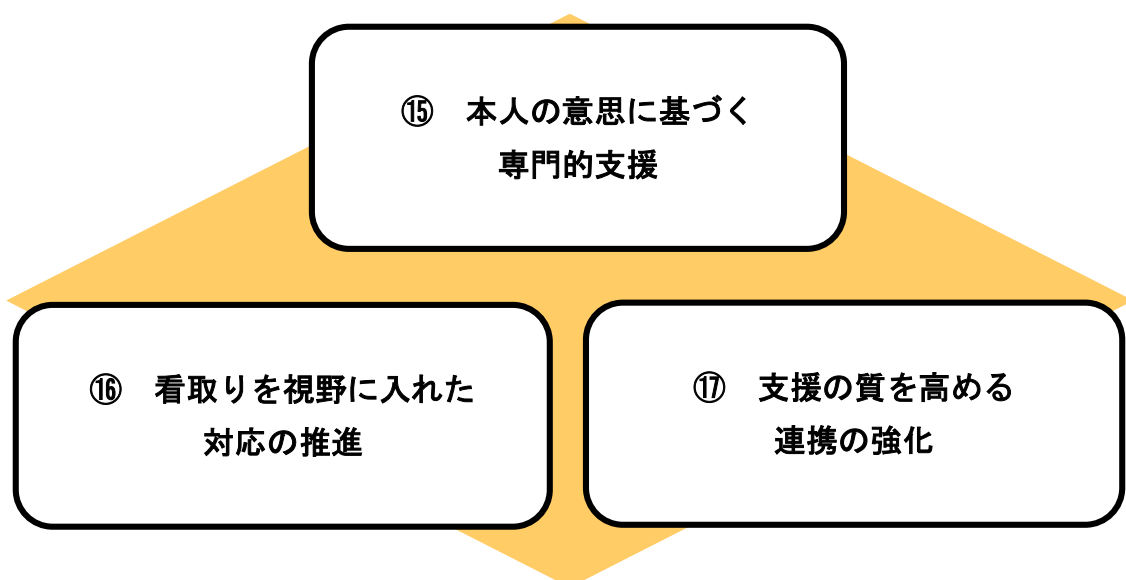 ⑮　本人の意思に基づく
専門的支援
⑯　看取りを視野に入れた
対応の推進
⑰　支援の質を高める
連携の強化